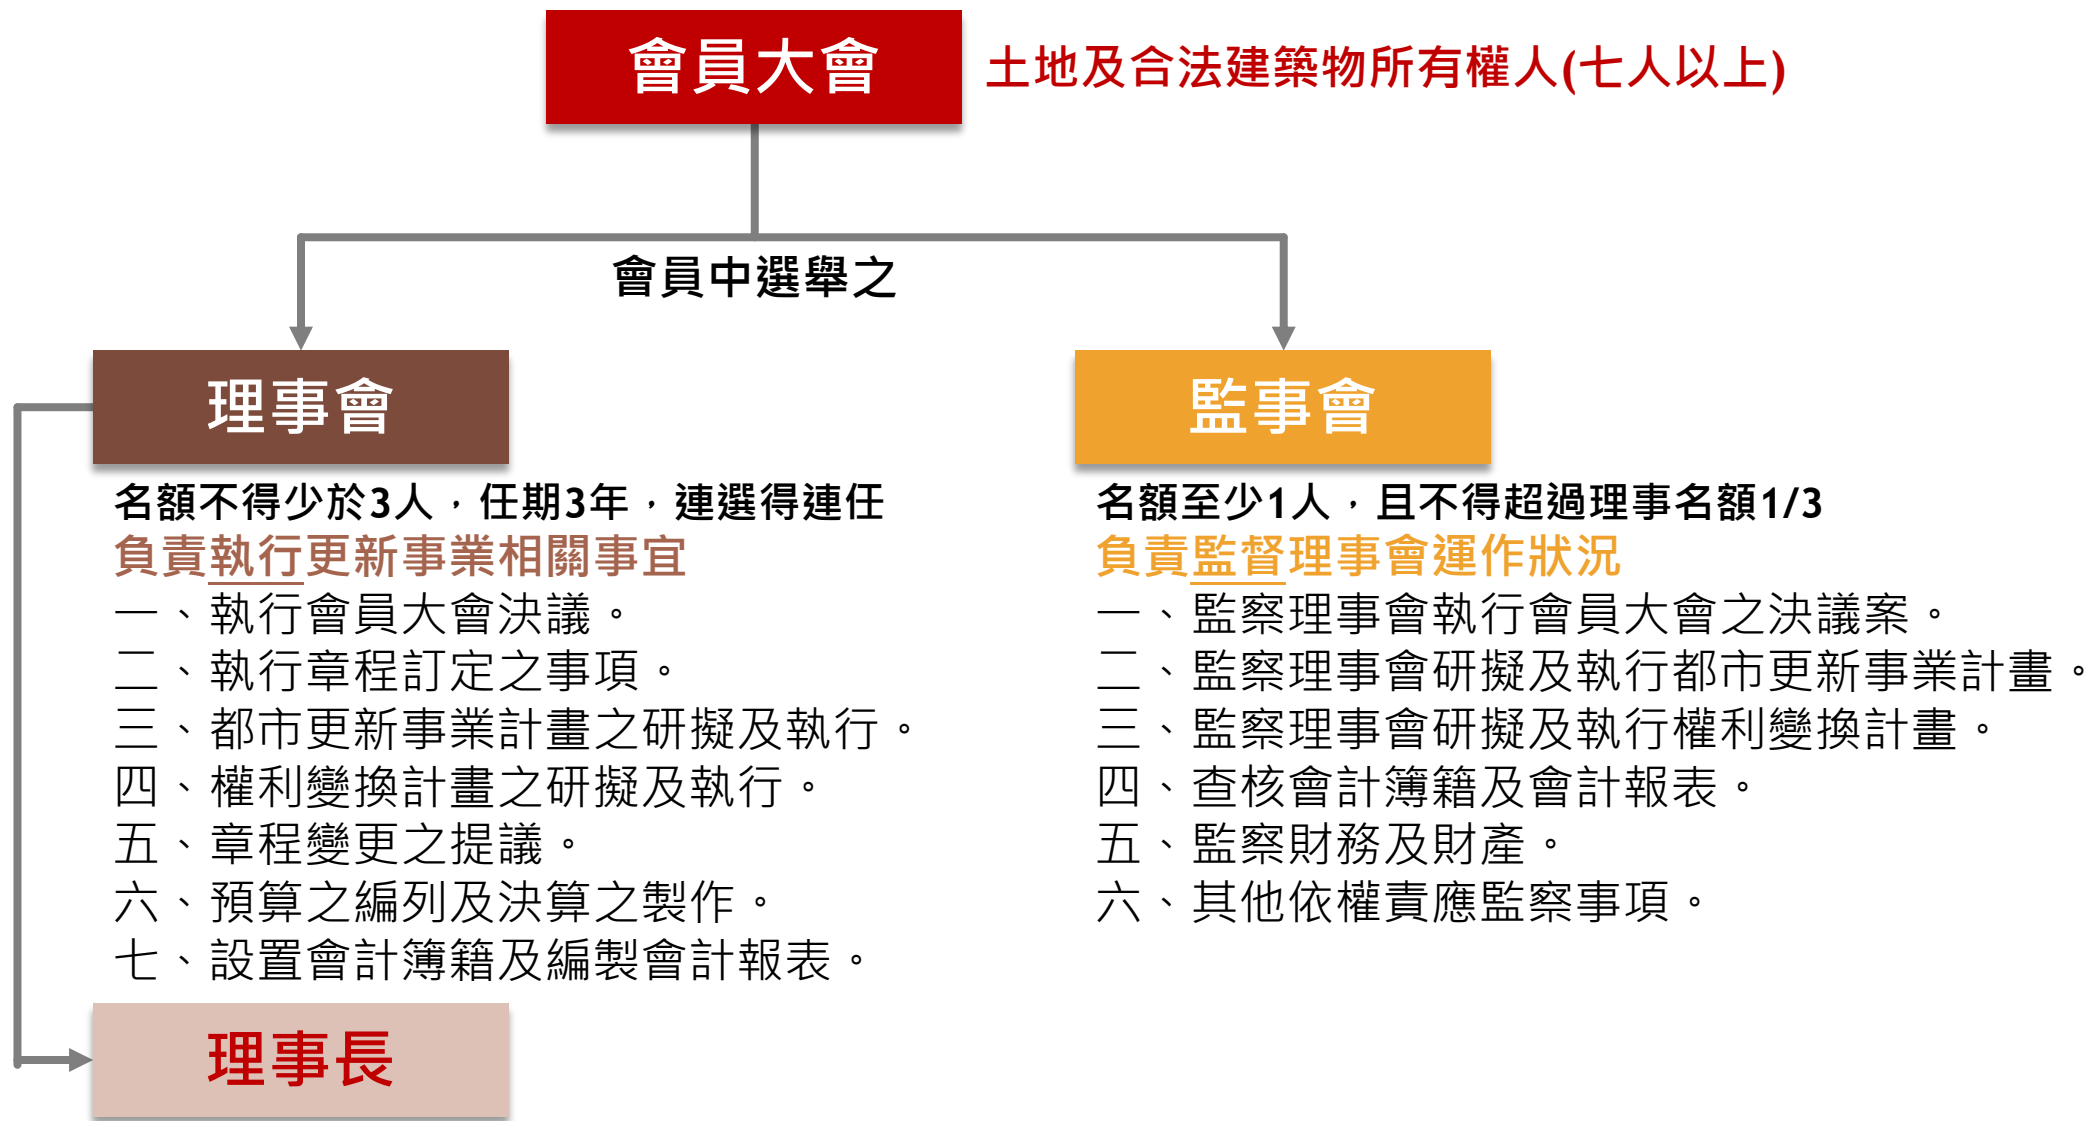 會員大會
土地及合法建築物所有權人(七人以上)
會員中選舉之
理事會
名額不得少於3人，任期3年，連選得連任
負責執行更新事業相關事宜
一、執行會員大會決議。
二、執行章程訂定之事項。
三、都市更新事業計畫之研擬及執行。
四、權利變換計畫之研擬及執行。
五、章程變更之提議。
六、預算之編列及決算之製作。
七、設置會計簿籍及編製會計報表。
理事長
監事會
名額至少1人，且不得超過理事名額1/3
負責監督理事會運作狀況
一、監察理事會執行會員大會之決議案。
二、監察理事會研擬及執行都市更新事業計畫。
三、監察理事會研擬及執行權利變換計畫。
四、查核會計簿籍及會計報表。
五、監察財務及財產。
六、其他依權責應監察事項。